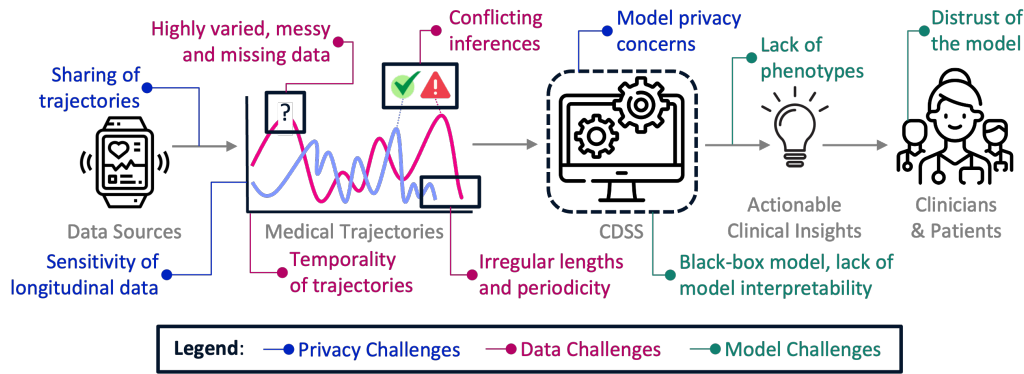 Highly varied, messy
and missing data
Conflicting
inferences
Model privacy
concerns
Distrust of
the model
Lack of
phenotypes
Sharing of
trajectories
?
Data Sources
Medical Trajectories
CDSS
Actionable
Clinical Insights
Clinicians
& Patients
Sensitivity of
longitudinal data
Temporality
of trajectories
Irregular lengths
and periodicity
Black-box model, lack of
model interpretability
Legend: Privacy Challenges Data Challenges Model Challenges